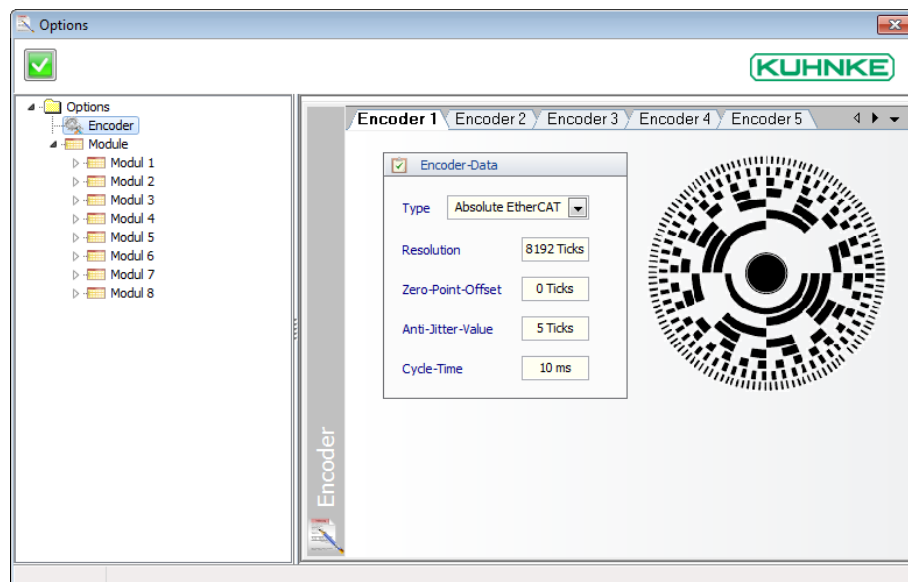 Options
KUHNKE
Options
Encoder
Module
Modul 1
Modul 2
Modul 3
Modul 4
Modul 5
Modul 6
Modul 7
Modul 8
Encoder
Encoder 1 Encoder 2 Encoder 3 Encoder 4 Encoder 5
Encoder-Data
Type Absolute EtherCAT
Resolution 8192 Ticks
Zero-Point-Offset 0 Ticks
Anti-Jitter-Value 5 Ticks
Cycle-Time 10 ms